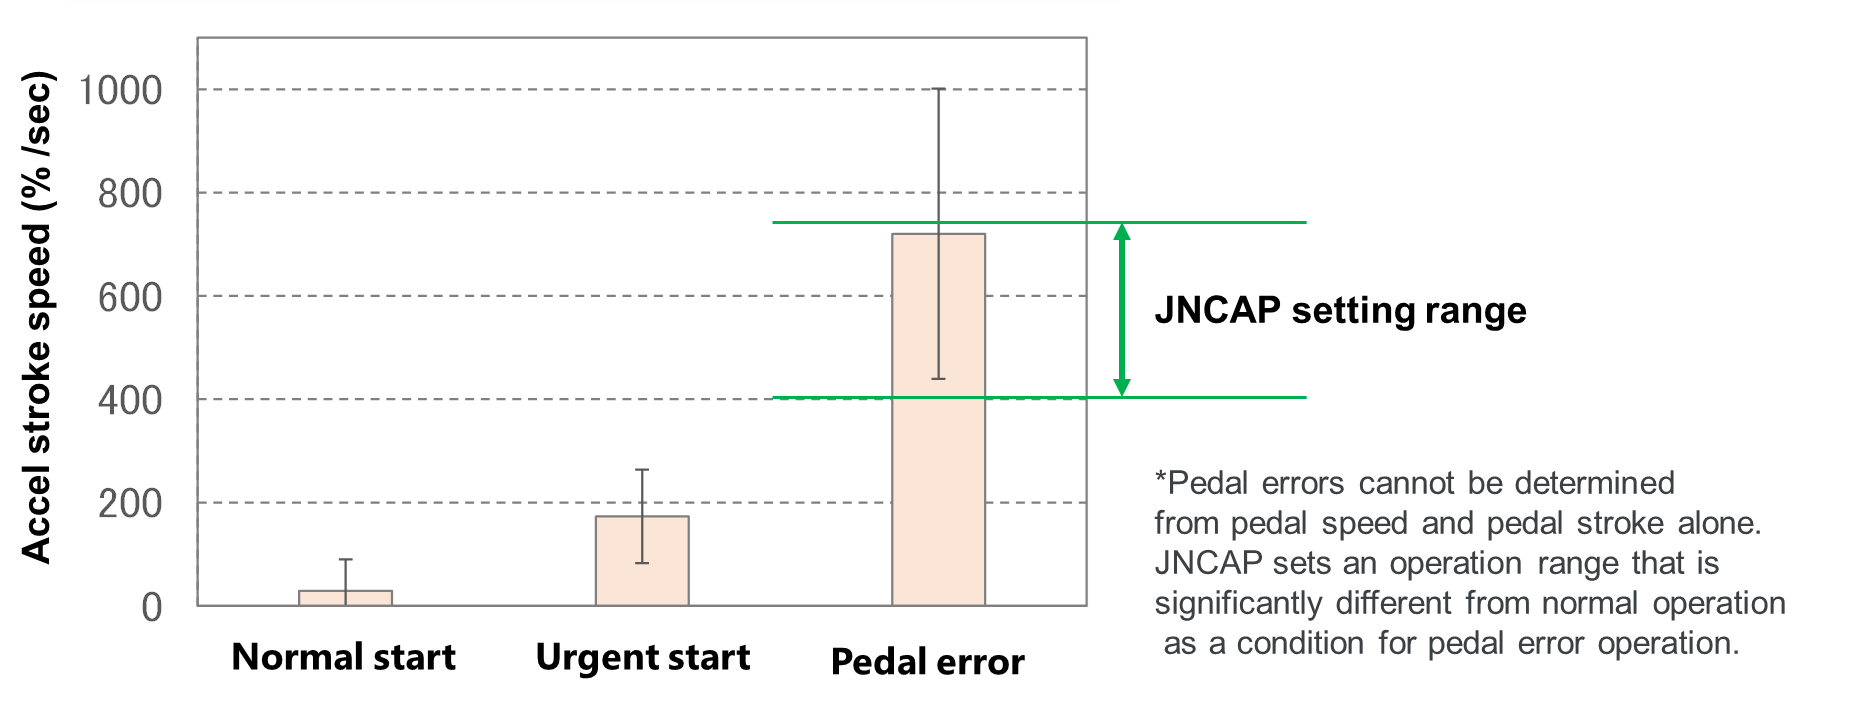 Accel stroke speed (% /sec)
1000
800
600
400
200
0
Normal start
Urgent start
Pedal error
JNCAP setting range
*Pedal errors cannot be determined
from pedal speed and pedal stroke alone.
JNCAP sets an operation range that is
significantly different from normal operation
as a condition for pedal error operation.